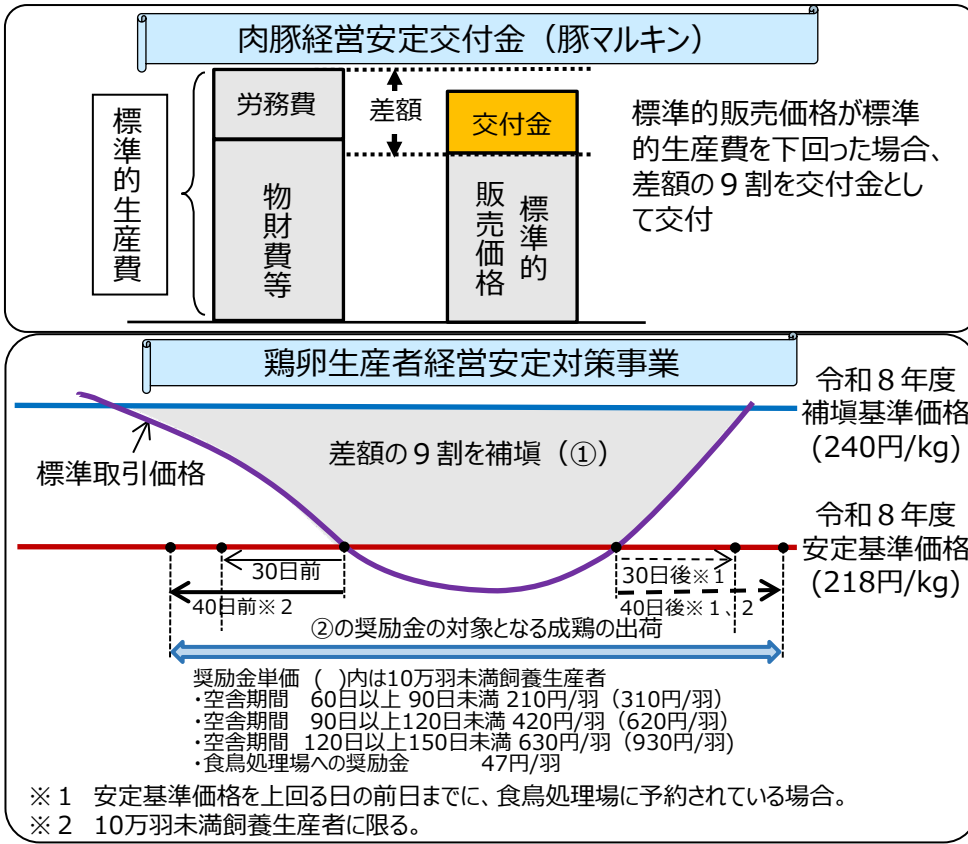 肉豚経営安定交付金（豚マルキン）
標準的生産費
労務費
物財費等
差額
交付金
標準的
販売価格
標準的販売価格が標準
的生産費を下回った場合、
差額の９割を交付金とし
て交付
鶏卵生産者経営安定対策事業
令和８年度
補塡基準価格
(240円/kg)
標準取引価格
差額の９割を補塡（①）
令和８年度
安定基準価格
(218円/kg)
30日前
40日前※２
30日後※１
40日後※１、２
②の奨励金の対象となる成鶏の出荷
奨励金単価（　）内は10万羽未満飼養生産者
・空舎期間　60日以上 90日未満 210円/羽（310円/羽）
・空舎期間　90日以上120日未満 420円/羽（620円/羽）
・空舎期間　120日以上150日未満 630円/羽（930円/羽）
・食鳥処理場への奨励金　47円/羽
※１　安定基準価格を上回る日の前日までに、食鳥処理場に予約されている場合。
※２　10万羽未満飼養生産者に限る。